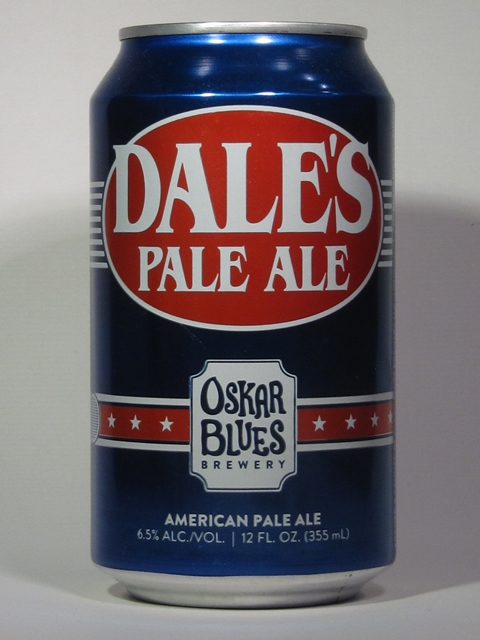 DALE'S
PALE ALE
OSKAR
BLUES
BREWERY
AMERICAN PALE ALE
6.5% ALC./VOL. | 12 FL. OZ. (355 mL)